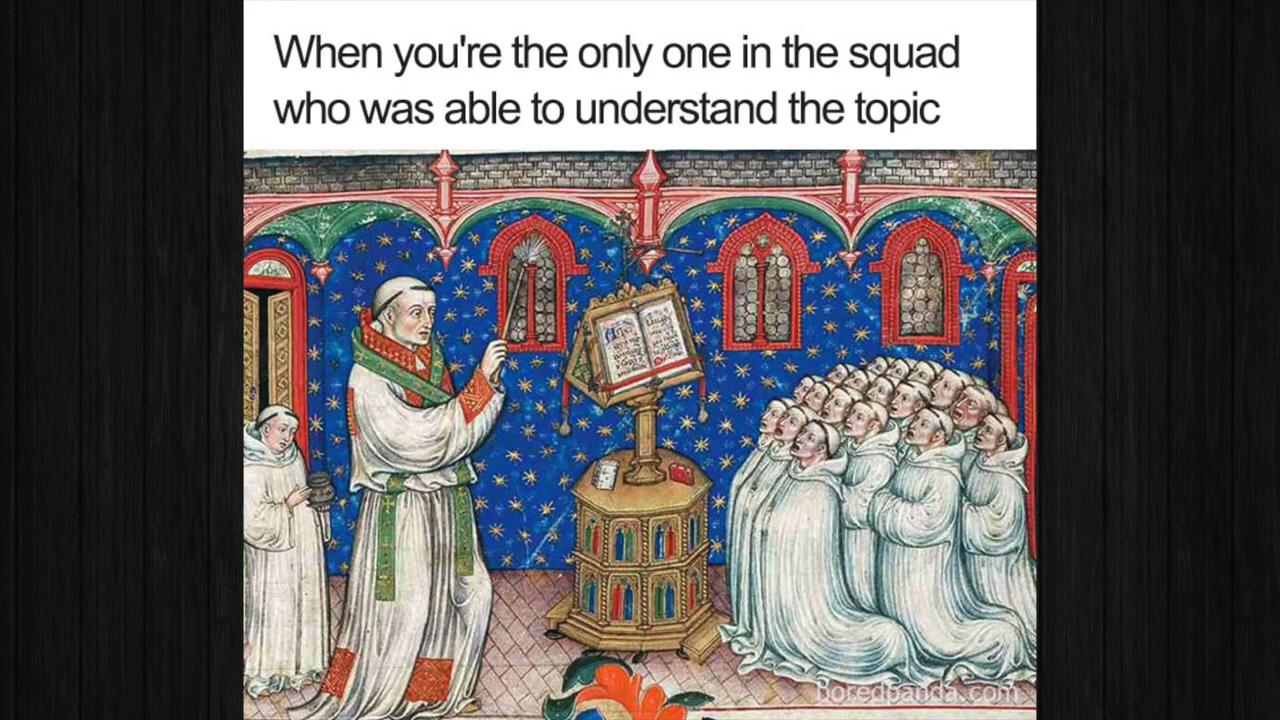 When you're the only one in the squad
who was able to understand the topic
boredpanda.com